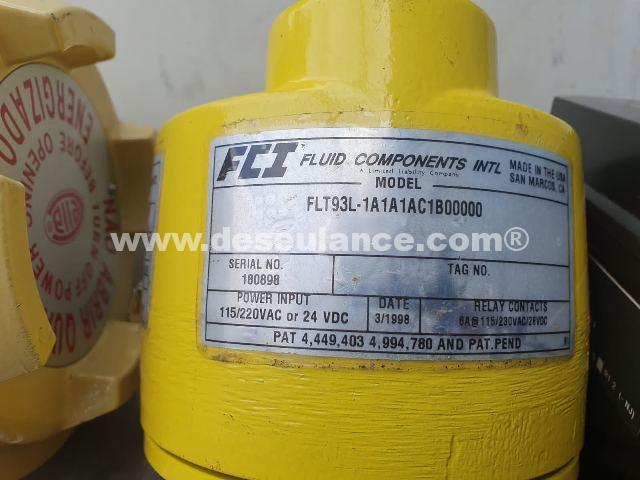 ENERGIZADO
BEFORE OPENING
TURN OFF POWER
FCI FLUID COMPONENTS INTL
A Limited Liability Company
MADE IN THE USA
SAN MARCOS, CA
MODEL
FLT93L-1A1A1AC1B00000
www.desculance.com®
SERIAL NO.
180898
TAG NO.
POWER INPUT
115/220VAC or 24 VDC
DATE
3/1998
RELAY CONTACTS
6A@115/230VAC/28VDC
PAT 4,449,403 4,994,780 AND PAT.PEND